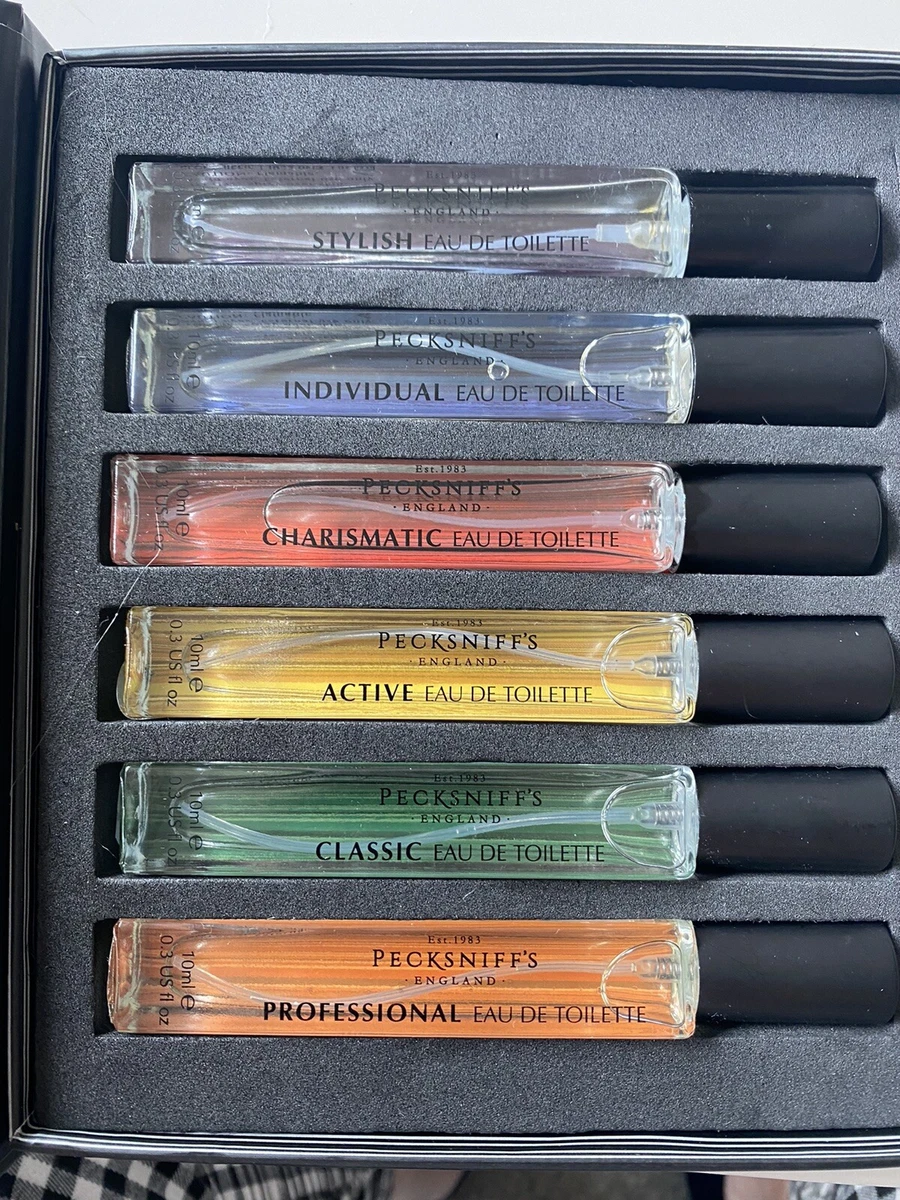 Est.1983
PECKSNIFF'S
· ENGLAND ·
STYLISH EAU DE TOILETTE
Est.1983
PECKSNIFF'S
· ENGLAND ·
INDIVIDUAL EAU DE TOILETTE
Est.1983
PECKSNIFF'S
· ENGLAND ·
CHARISMATIC EAU DE TOILETTE
10ml e
Est.1983
PECKSNIFF'S
· ENGLAND ·
ACTIVE EAU DE TOILETTE
10ml e
0.3 US fl oz
Est.1983
PECKSNIFF'S
· ENGLAND ·
CLASSIC EAU DE TOILETTE
10ml e
0.3 US fl oz
Est.1983
PECKSNIFF'S
· ENGLAND ·
PROFESSIONAL EAU DE TOILETTE
10ml e
0.3 US fl oz